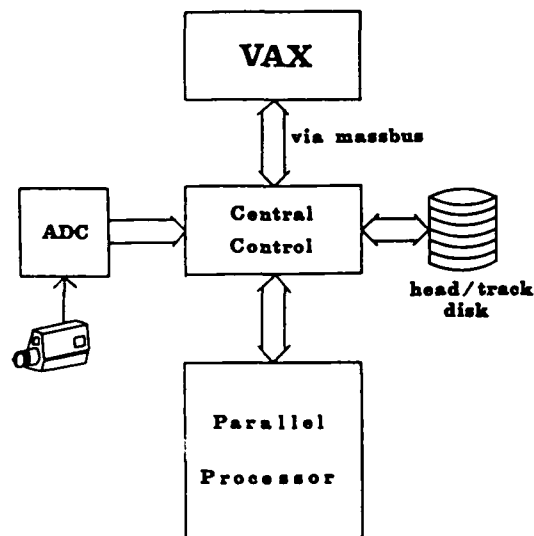 VAX
via massbus
ADC
Central
Control
head/track
disk
Parallel
Processor